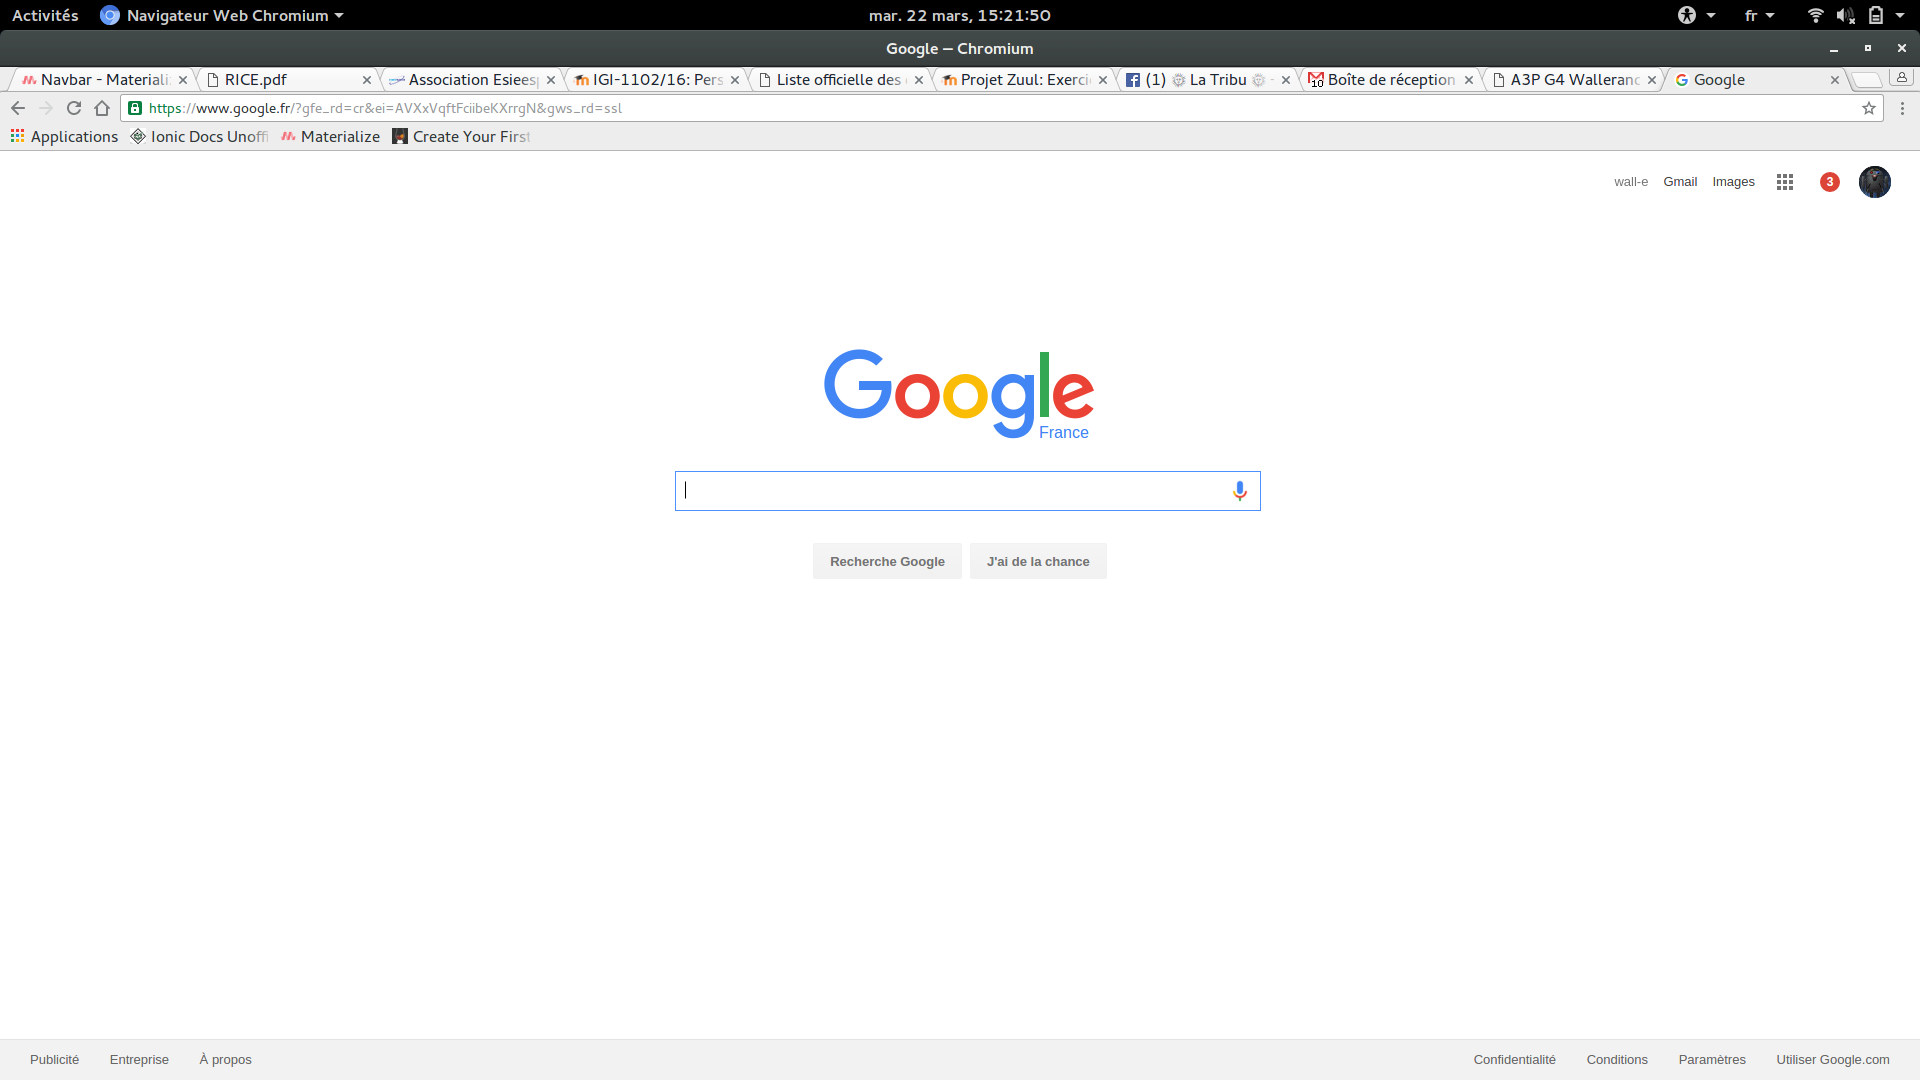 Activités Navigateur Web Chromium mar. 22 mars, 15:21:50 fr
Google – Chromium
Navbar - Materiali RICE.pdf Association Esiees IGI-1102/16: Pers Liste officielle des Projet Zuul: Exerci (1) La Tribu - 10 Boîte de réception A3P G4 Walleranc Google
https://www.google.fr/?gfe_rd=cr&ei=AVXxVqftFciibeKXrrgN&gws_rd=ssl
Applications Ionic Docs Unoffi Materialize Create Your First
wall-e Gmail Images 3
Google
France
Recherche Google J'ai de la chance
Publicité Entreprise À propos Confidentialité Conditions Paramètres Utiliser Google.com